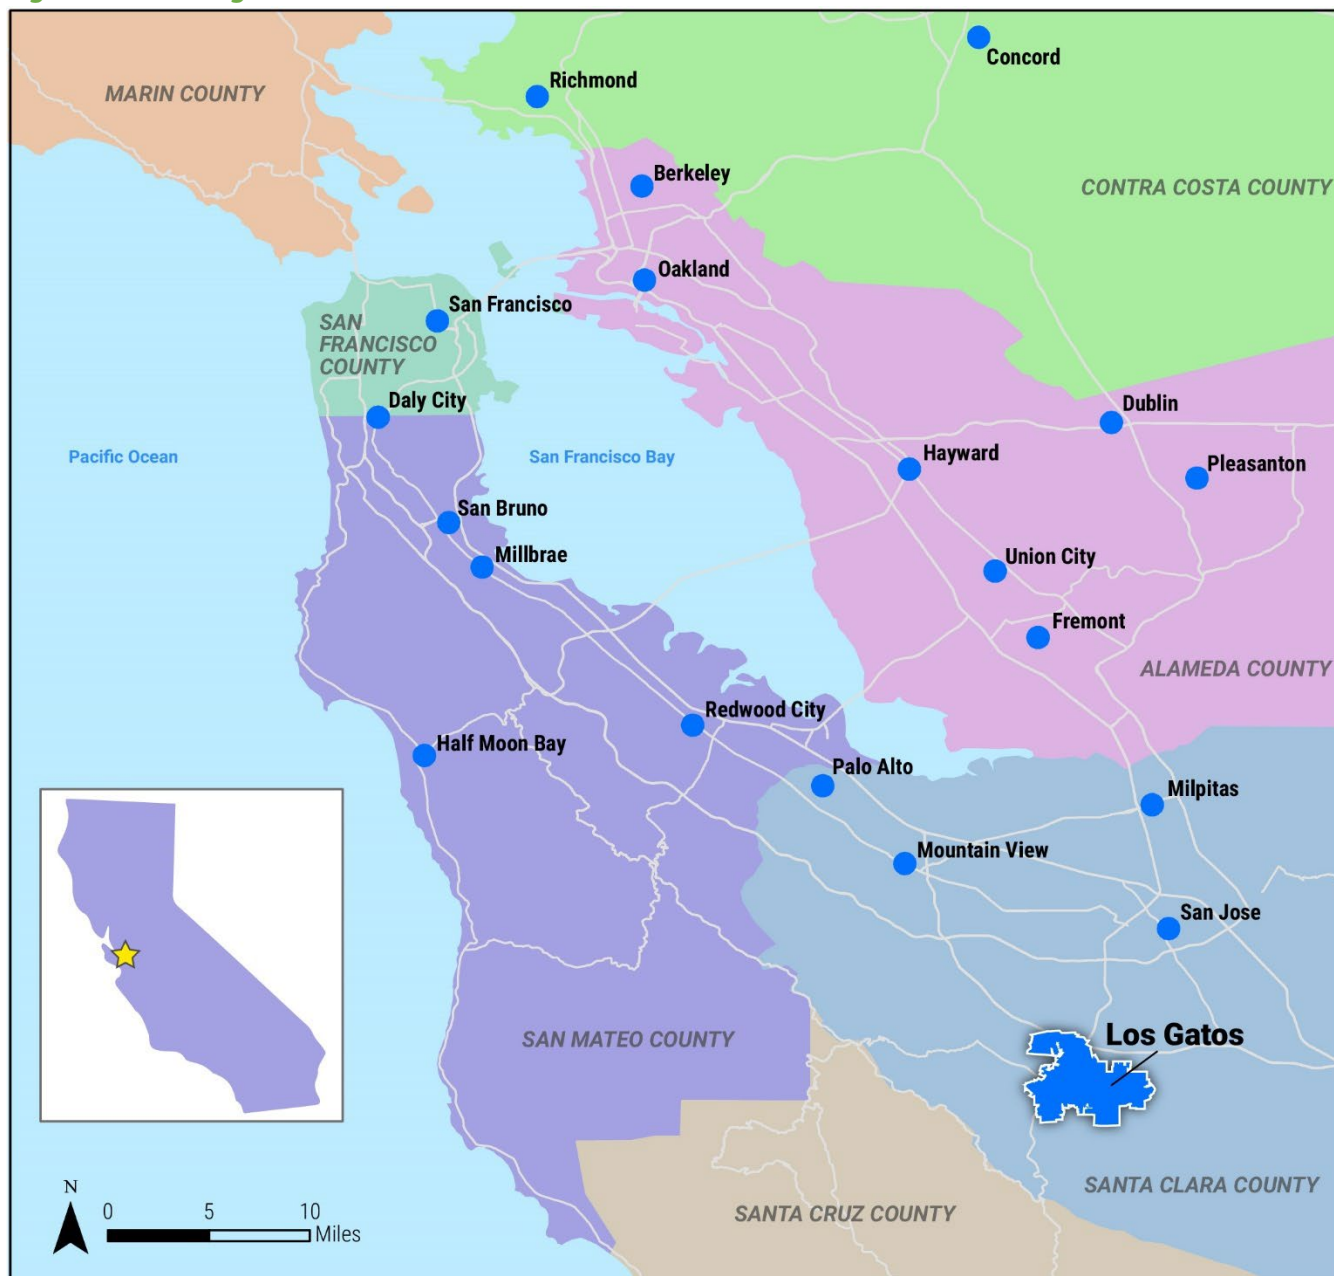 Concord
Richmond
MARIN COUNTY
Berkeley
CONTRA COSTA COUNTY
Oakland
San Francisco
SAN
FRANCISCO
COUNTY
Daly City
Dublin
Pacific Ocean
San Francisco Bay
Hayward
Pleasanton
San Bruno
Millbrae
Union City
Fremont
ALAMEDA COUNTY
Redwood City
Half Moon Bay
Palo Alto
Milpitas
Mountain View
San Jose
Los Gatos
SAN MATEO COUNTY
SANTA CLARA COUNTY
SANTA CRUZ COUNTY
N
0 5 10
Miles